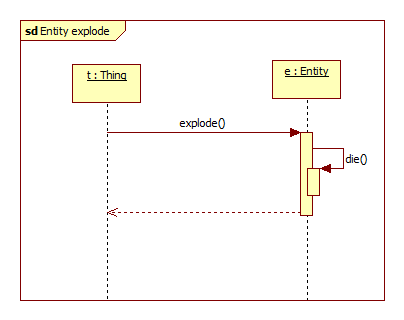 sd Entity explode
t : Thing
e : Entity
explode()
die()